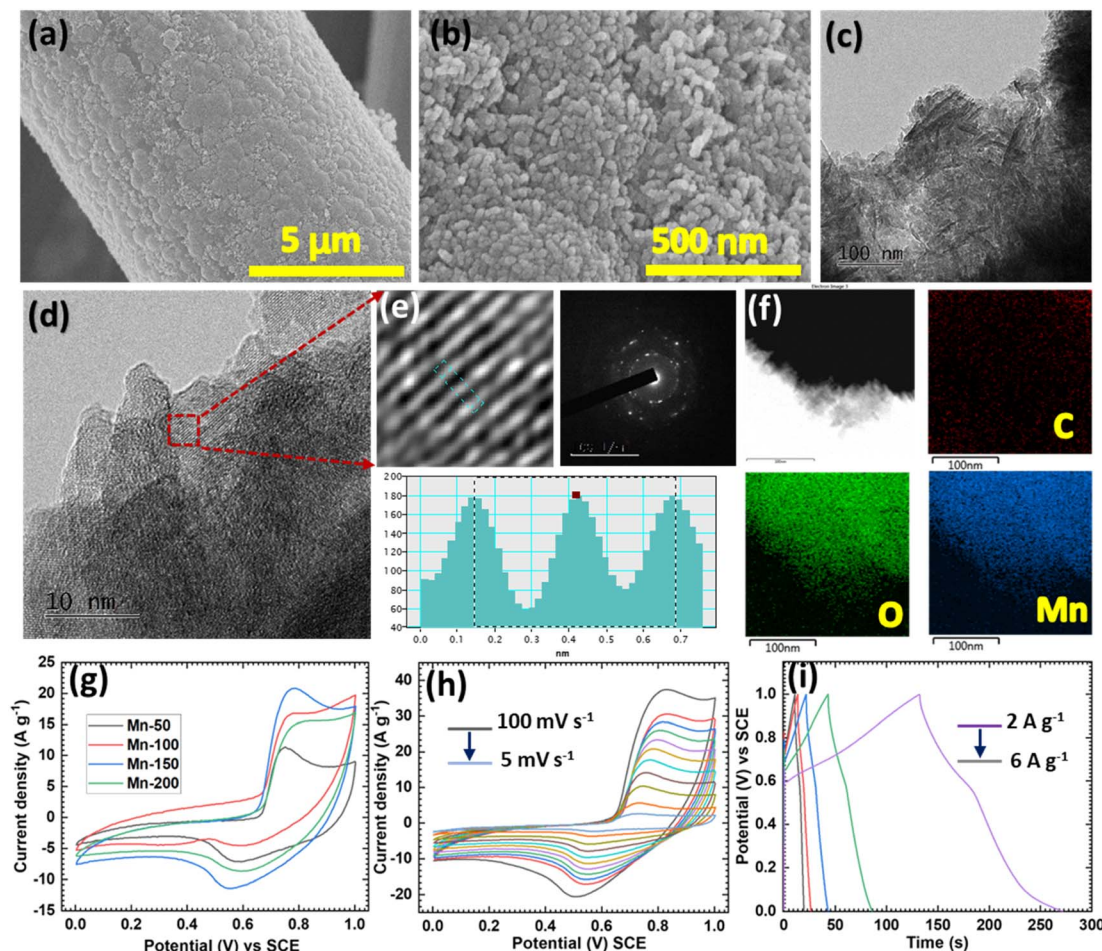 (a)
5 µm
(b)
500 nm
(c)
100 nm
(d)
10 nm
(e)
200
180
160
140
120
100
80
60
40
0.0 0.1 0.2 0.3 0.4 0.5 0.6 0.7
nm
Electron Image 3
(f)
C
100nm
O
100nm
Mn
100nm
(g)
Current density (A g⁻¹)
25
20
15
10
5
0
-5
-10
-15
Mn-50
Mn-100
Mn-150
Mn-200
0.0 0.2 0.4 0.6 0.8 1.0
Potential (V) vs SCE
(h)
Current density (A g⁻¹)
40
30
20
10
0
-10
-20
100 mV s⁻¹
5 mV s⁻¹
0.0 0.2 0.4 0.6 0.8 1.0
Potential (V) SCE
(i)
Potential (V) vs SCE
1.0
0.8
0.6
0.4
0.2
0.0
2 A g⁻¹
6 A g⁻¹
0 50 100 150 200 250 300
Time (s)